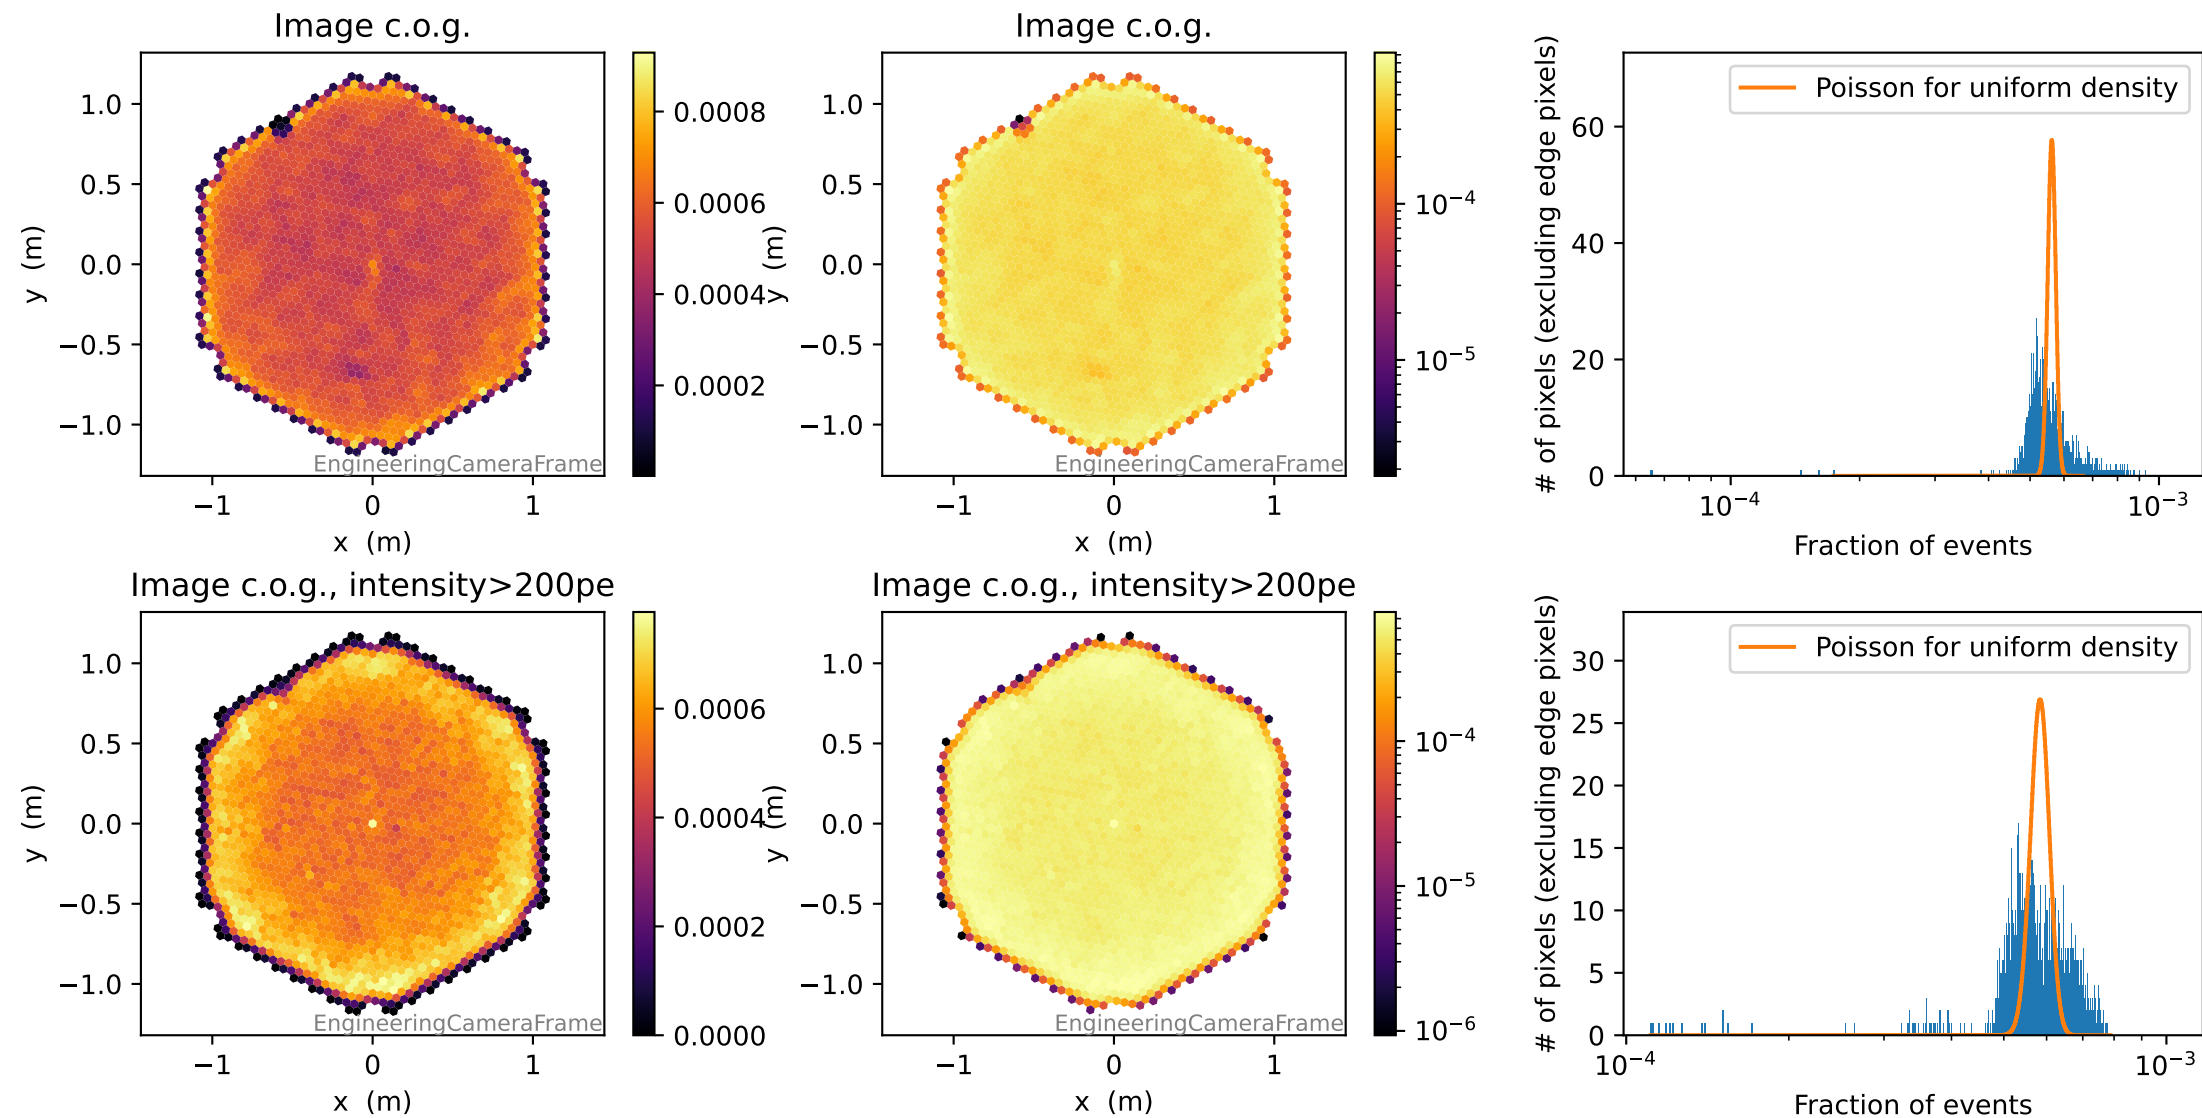 Image c.o.g.
1.0
0.5
0.0
−0.5
−1.0
y (m)
−1
0
1
x (m)
EngineeringCameraFrame
0.0008
0.0006
0.0004
0.0002
Image c.o.g.
y (m)
1.0
0.5
0.0
−0.5
−1.0
−1
0
1
x (m)
EngineeringCameraFrame
10⁻⁴
10⁻⁵
# of pixels (excluding edge pixels)
60
40
20
0
Poisson for uniform density
10⁻⁴
10⁻³
Fraction of events
Image c.o.g., intensity>200pe
1.0
0.5
0.0
−0.5
−1.0
y (m)
−1
0
1
x (m)
EngineeringCameraFrame
0.0006
0.0004
0.0002
0.0000
Image c.o.g., intensity>200pe
y (m)
1.0
0.5
0.0
−0.5
−1.0
−1
0
1
x (m)
EngineeringCameraFrame
10⁻⁴
10⁻⁵
10⁻⁶
# of pixels (excluding edge pixels)
30
25
20
15
10
5
0
Poisson for uniform density
10⁻⁴
10⁻³
Fraction of events